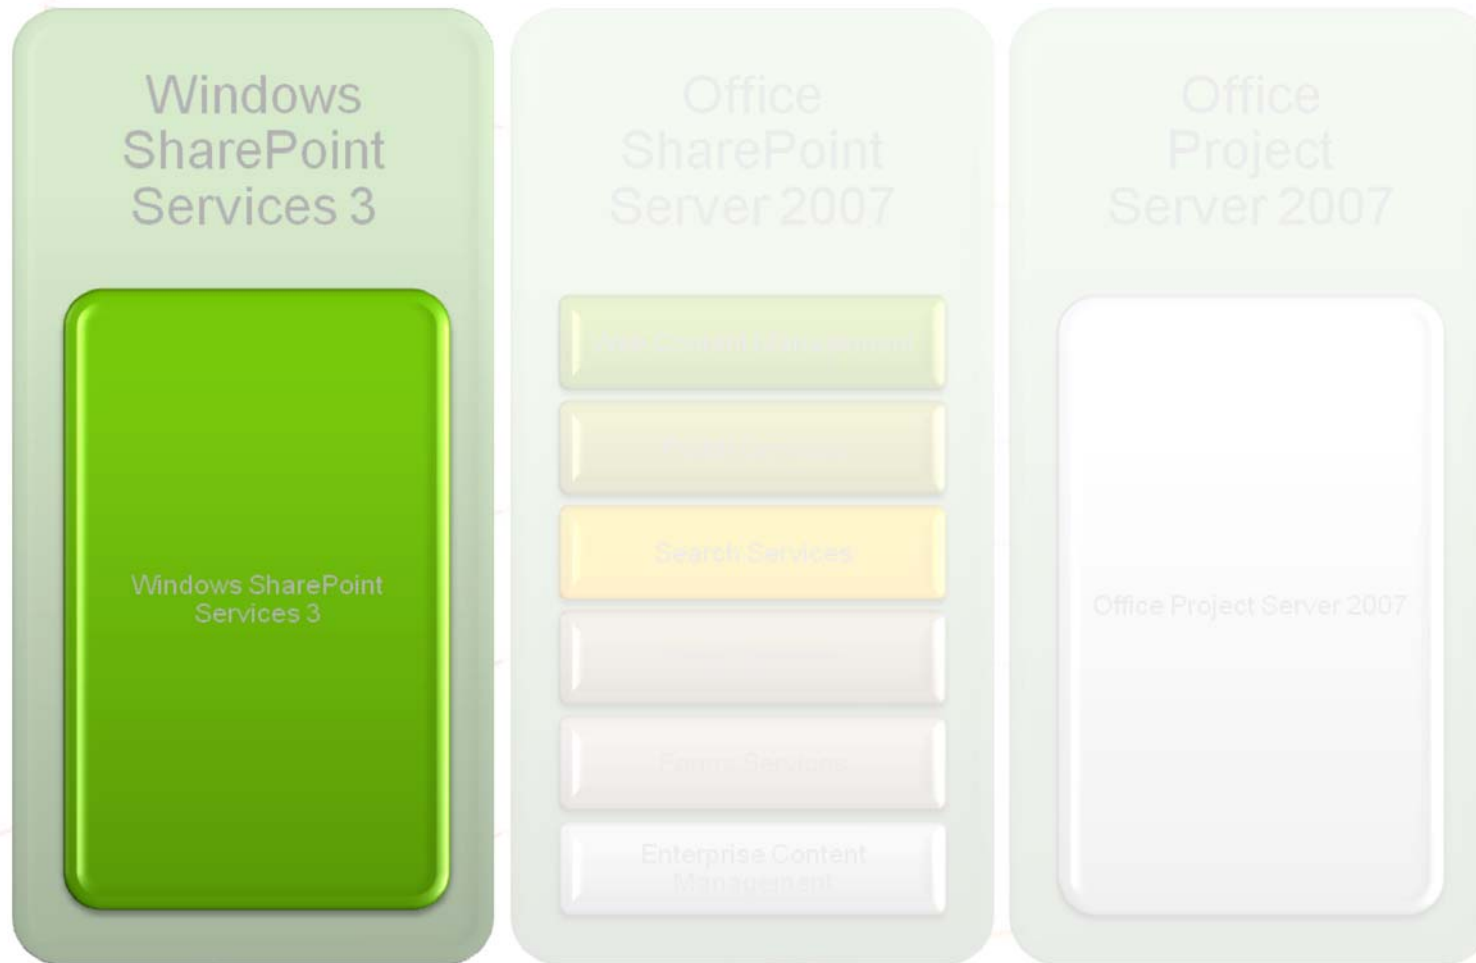 Windows
SharePoint
Services 3
Windows SharePoint
Services 3
Office
SharePoint
Server 2007
Search Services
Forms Services
Enterprise Content
Management
Office
Project
Server 2007
Office Project Server 2007